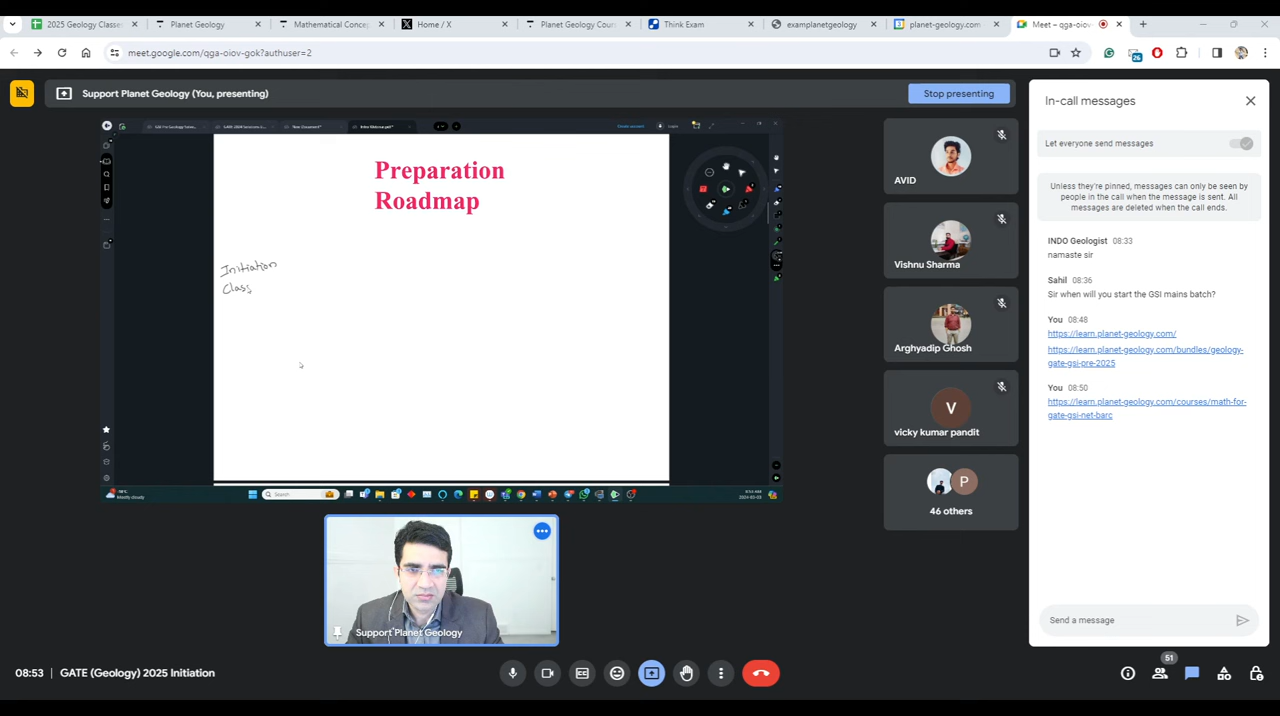 2025 Geology Classe
Planet Geology
Mathematical Concep
Home / X
Planet Geology Cour
Think Exam
examplanetgeology
planet-geology.com
Meet – qga-oiov-
meet.google.com/qga-oiov-gok?authuser=2
26
Support Planet Geology (You, presenting)
Stop presenting
Preparation
Roadmap
Initiation
Class
Search
AVID
Vishnu Sharma
Arghyadip Ghosh
V
vicky kumar pandit
P
46 others
In-call messages
Let everyone send messages
Unless they're pinned, messages can only be seen by
people in the call when the message is sent. All
messages are deleted when the call ends.
INDO Geologist 08:33
namaste sir
Sahil 08:36
Sir when will you start the GSI mains batch?
You 08:48
https://learn.planet-geology.com/
https://learn.planet-geology.com/bundles/geology-
gate-gsi-pre-2025
You 08:50
https://learn.planet-geology.com/courses/math-for-
gate-gsi-net-barc
Send a message
Support Planet Geology
08:53 | GATE (Geology) 2025 Initiation
51